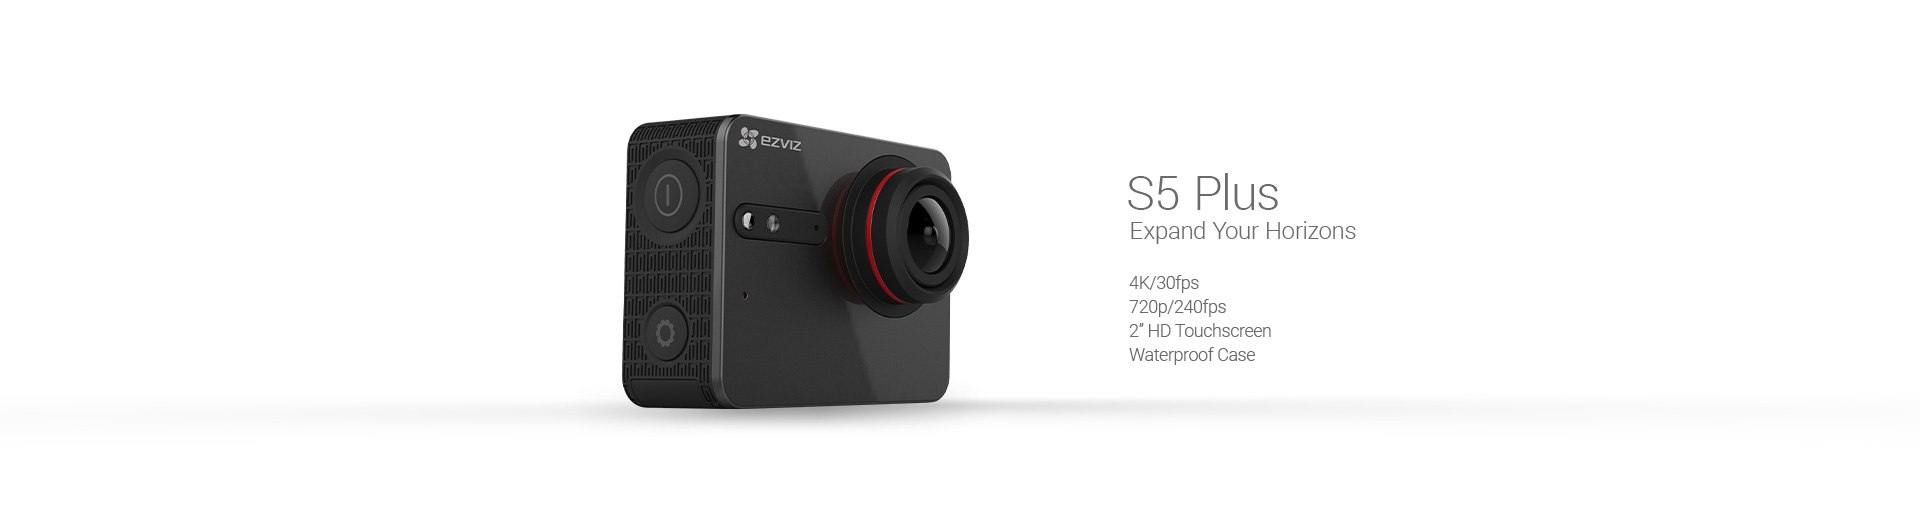 ezviz
S5 Plus
Expand Your Horizons
4K/30fps
720p/240fps
2” HD Touchscreen
Waterproof Case